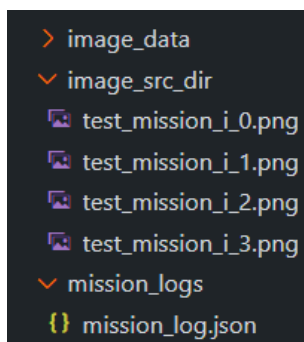 image_data
image_src_dir
test_mission_i_0.png
test_mission_i_1.png
test_mission_i_2.png
test_mission_i_3.png
mission_logs
{} mission_log.json